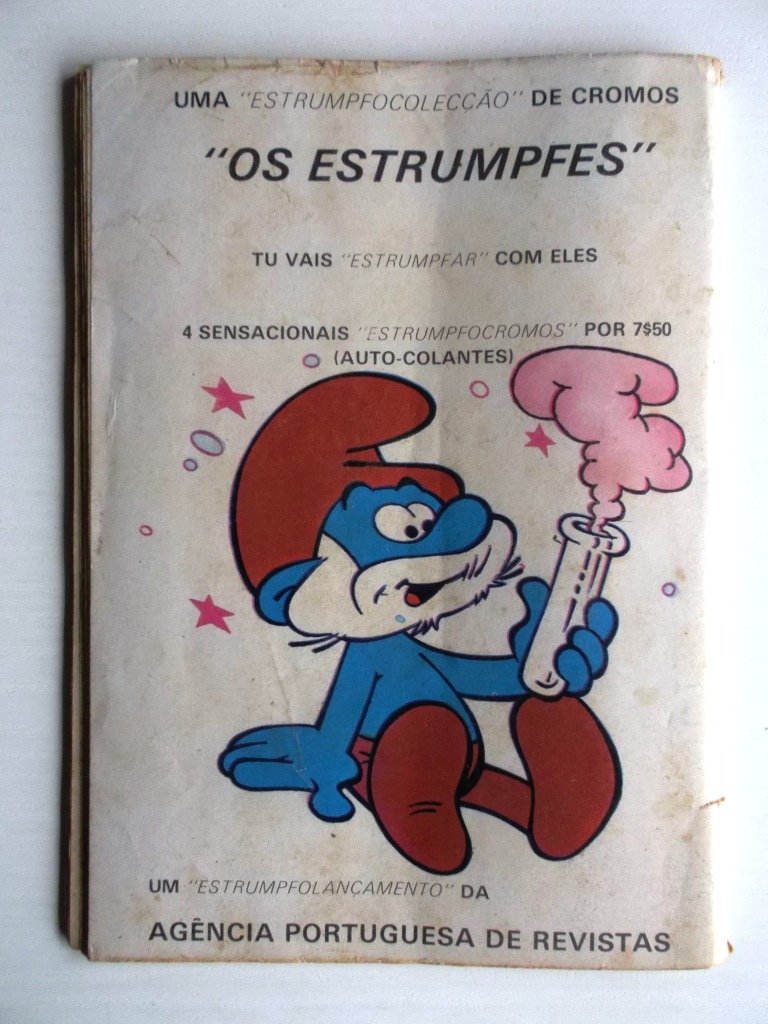 UMA "ESTRUMPFOCOLECÇÃO" DE CROMOS
"OS ESTRUMPFES"
TU VAIS "ESTRUMPFAR" COM ELES
4 SENSACIONAIS "ESTRUMPFOCROMOS" POR 7$50
(AUTO-COLANTES)
UM "ESTRUMPFOLANÇAMENTO" DA
AGÊNCIA PORTUGUESA DE REVISTAS